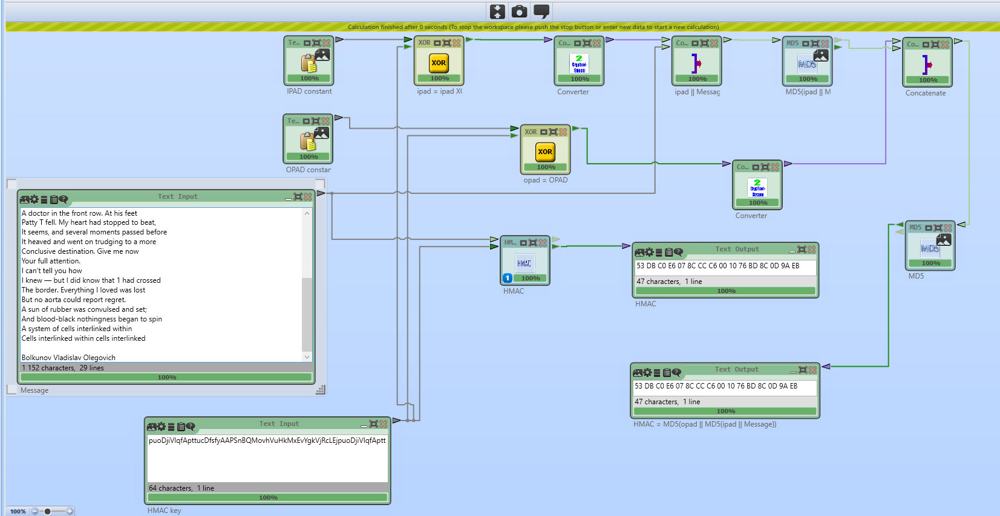 Calculation finished after 0 seconds (To stop the workspace please push the stop button or enter new data to start a new calculation)
Te...
100%
IPAD constant
XOR
XOR
100%
ipad = ipad X
Co...
2
CrypTool-
Stream
100%
Converter
Co...
100%
ipad || Messag
MD5
MD5
100%
MD5(ipad || M
Co...
100%
Concatenate
Te...
100%
OPAD constar
XOR
XOR
100%
opad = OPAD
Co...
2
CrypTool-
Stream
100%
Converter
Text Input
A doctor in the front row. At his feet
Patty T fell. My heart had stopped to beat,
It seems, and several moments passed before
It heaved and went on trudging to a more
Conclusive destination. Give me now
Your full attention.
I can't tell you how
I knew — but I did know that 1 had crossed
The border. Everything I loved was lost
But no aorta could report regret.
A sun of rubber was convulsed and set;
And blood-black nothingness began to spin
A system of cells interlinked within
Cells interlinked within cells interlinked
Bolkunov Vladislav Olegovich
1 152 characters, 29 lines
100%
Message
HM...
HMAC
1
100%
HMAC
Text Output
53 DB C0 E6 07 8C CC C6 00 10 76 BD 8C 0D 9A EB
47 characters, 1 line
100%
HMAC
MD5
MD5
100%
MD5
Text Output
53 DB C0 E6 07 8C CC C6 00 10 76 BD 8C 0D 9A EB
47 characters, 1 line
100%
HMAC = MD5(opad || MD5(ipad || Message))
Text Input
puoDjiVlqfApttucDfsfyAAPSnBQMovhVuHkMxEvYgkVjRcLEjpuoDjiVlqfAptt
64 characters, 1 line
100%
HMAC key
100%